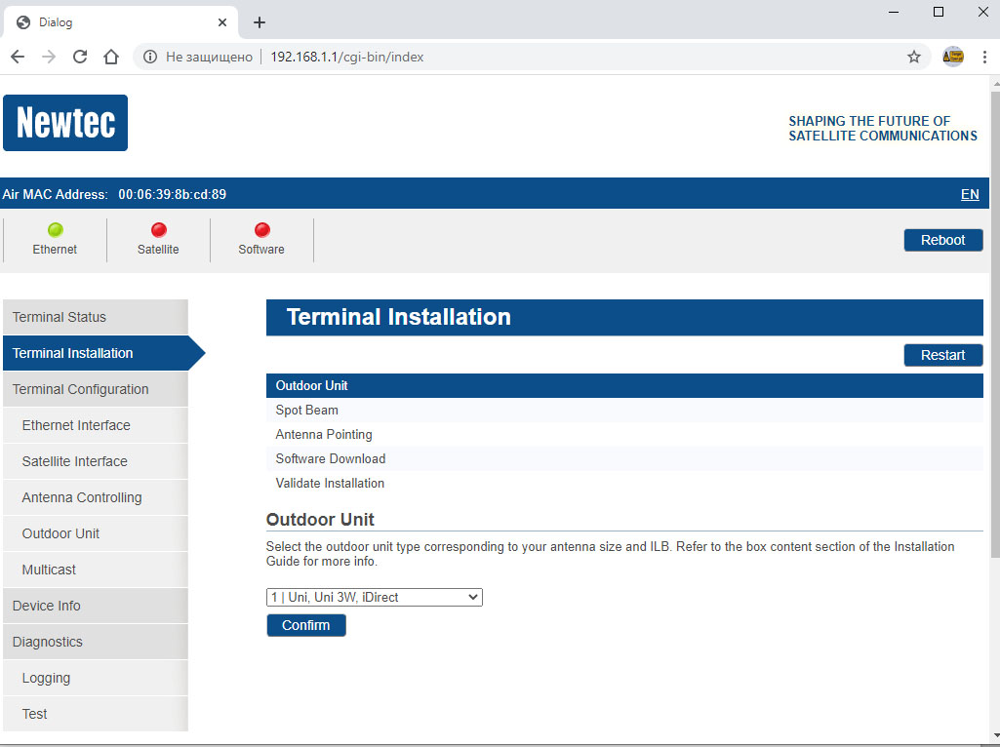 Dialog
Не защищено
192.168.1.1/cgi-bin/index
Newtec
SHAPING THE FUTURE OF
SATELLITE COMMUNICATIONS
Air MAC Address: 00:06:39:8b:cd:89
EN
Ethernet
Satellite
Software
Reboot
Terminal Status
Terminal Installation
Terminal Configuration
Ethernet Interface
Satellite Interface
Antenna Controlling
Outdoor Unit
Multicast
Device Info
Diagnostics
Logging
Test
Terminal Installation
Restart
Outdoor Unit
Spot Beam
Antenna Pointing
Software Download
Validate Installation
Outdoor Unit
Select the outdoor unit type corresponding to your antenna size and ILB. Refer to the box content section of the Installation
Guide for more info.
1 | Uni, Uni 3W, iDirect
Confirm